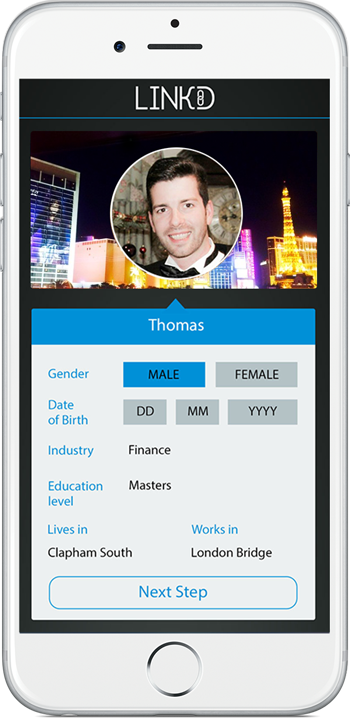 LINKD
Thomas
Gender MALE FEMALE
Date
of Birth DD MM YYYY
Industry Finance
Education
level Masters
Lives in Works in
Clapham South London Bridge
Next Step